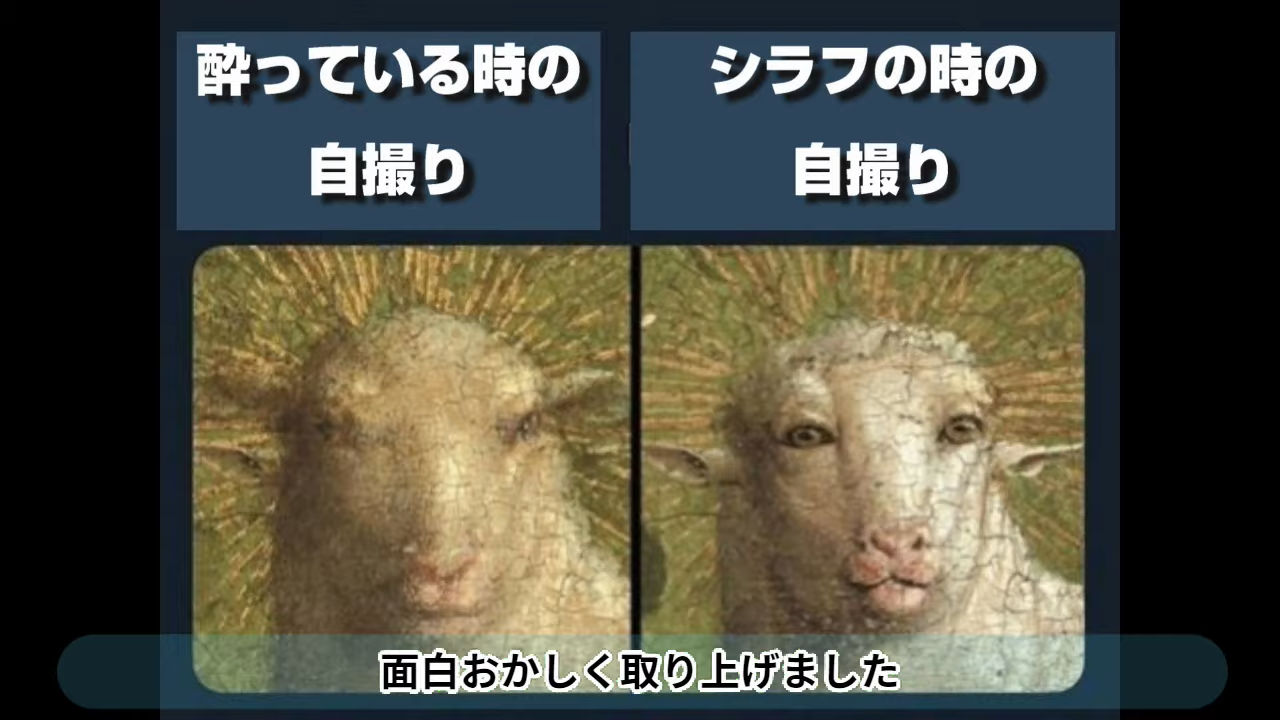 酔っている時の
自撮り
シラフの時の
自撮り
面白おかしく取り上げました